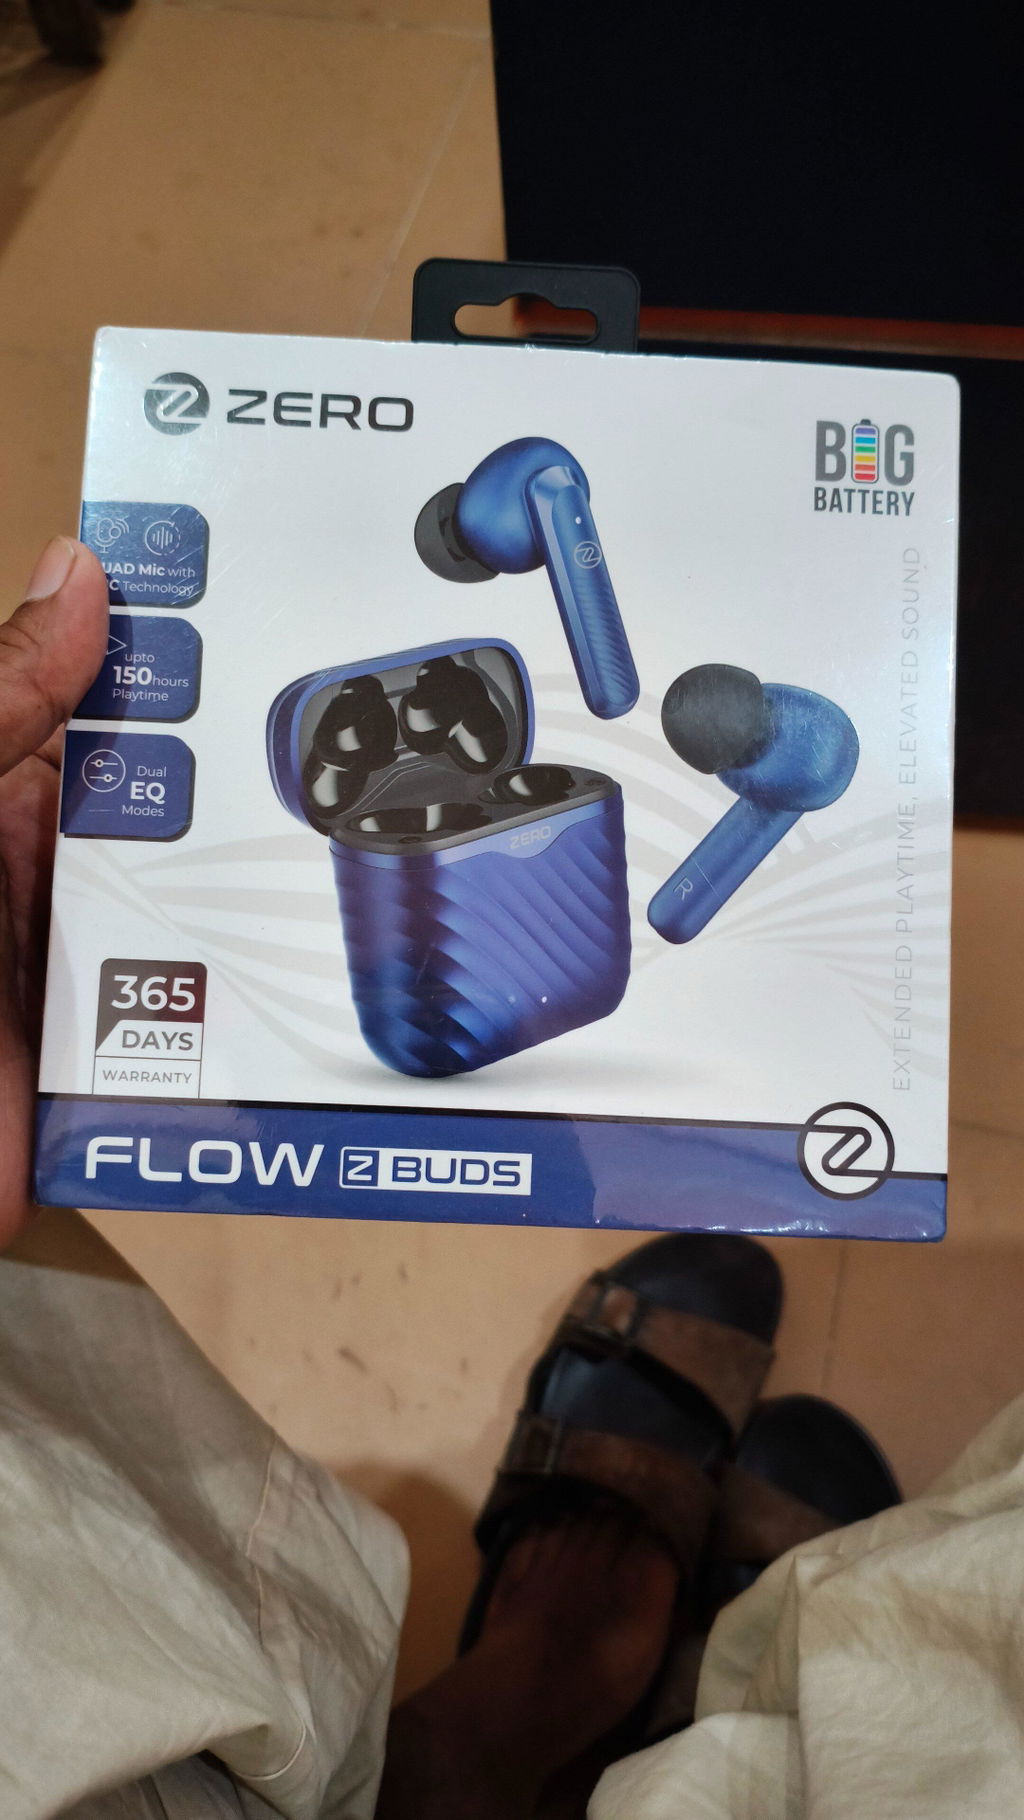 ZERO
BIG
BATTERY
Mic with
Technology
upto
150hours
Playtime
Dual
EQ
Modes
EXTENDED PLAYTIME, ELEVATED SOUND
ZERO
R
365
DAYS
WARRANTY
FLOW Z BUDS